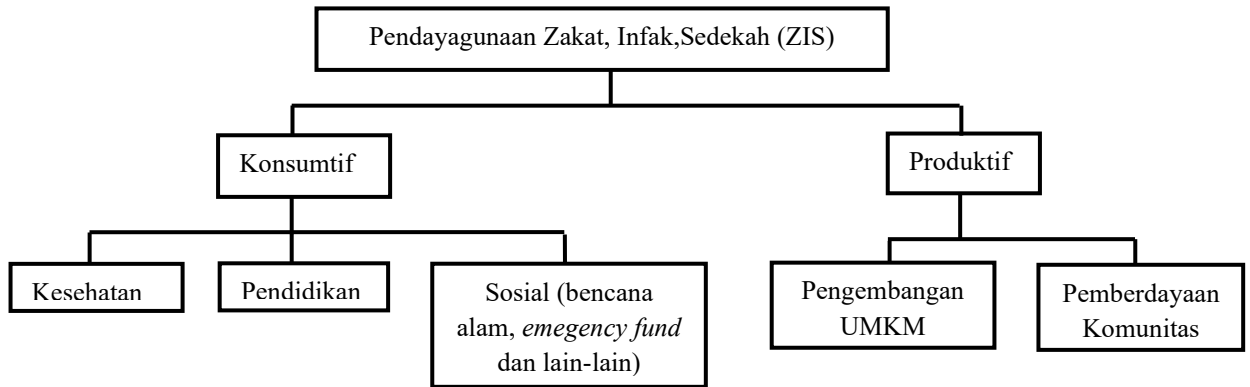 Pendayagunaan Zakat, Infak,Sedekah (ZIS)
Konsumtif
Produktif
Kesehatan
Pendidikan
Sosial (bencana
alam, emegency fund
dan lain-lain)
Pengembangan
UMKM
Pemberdayaan
Komunitas